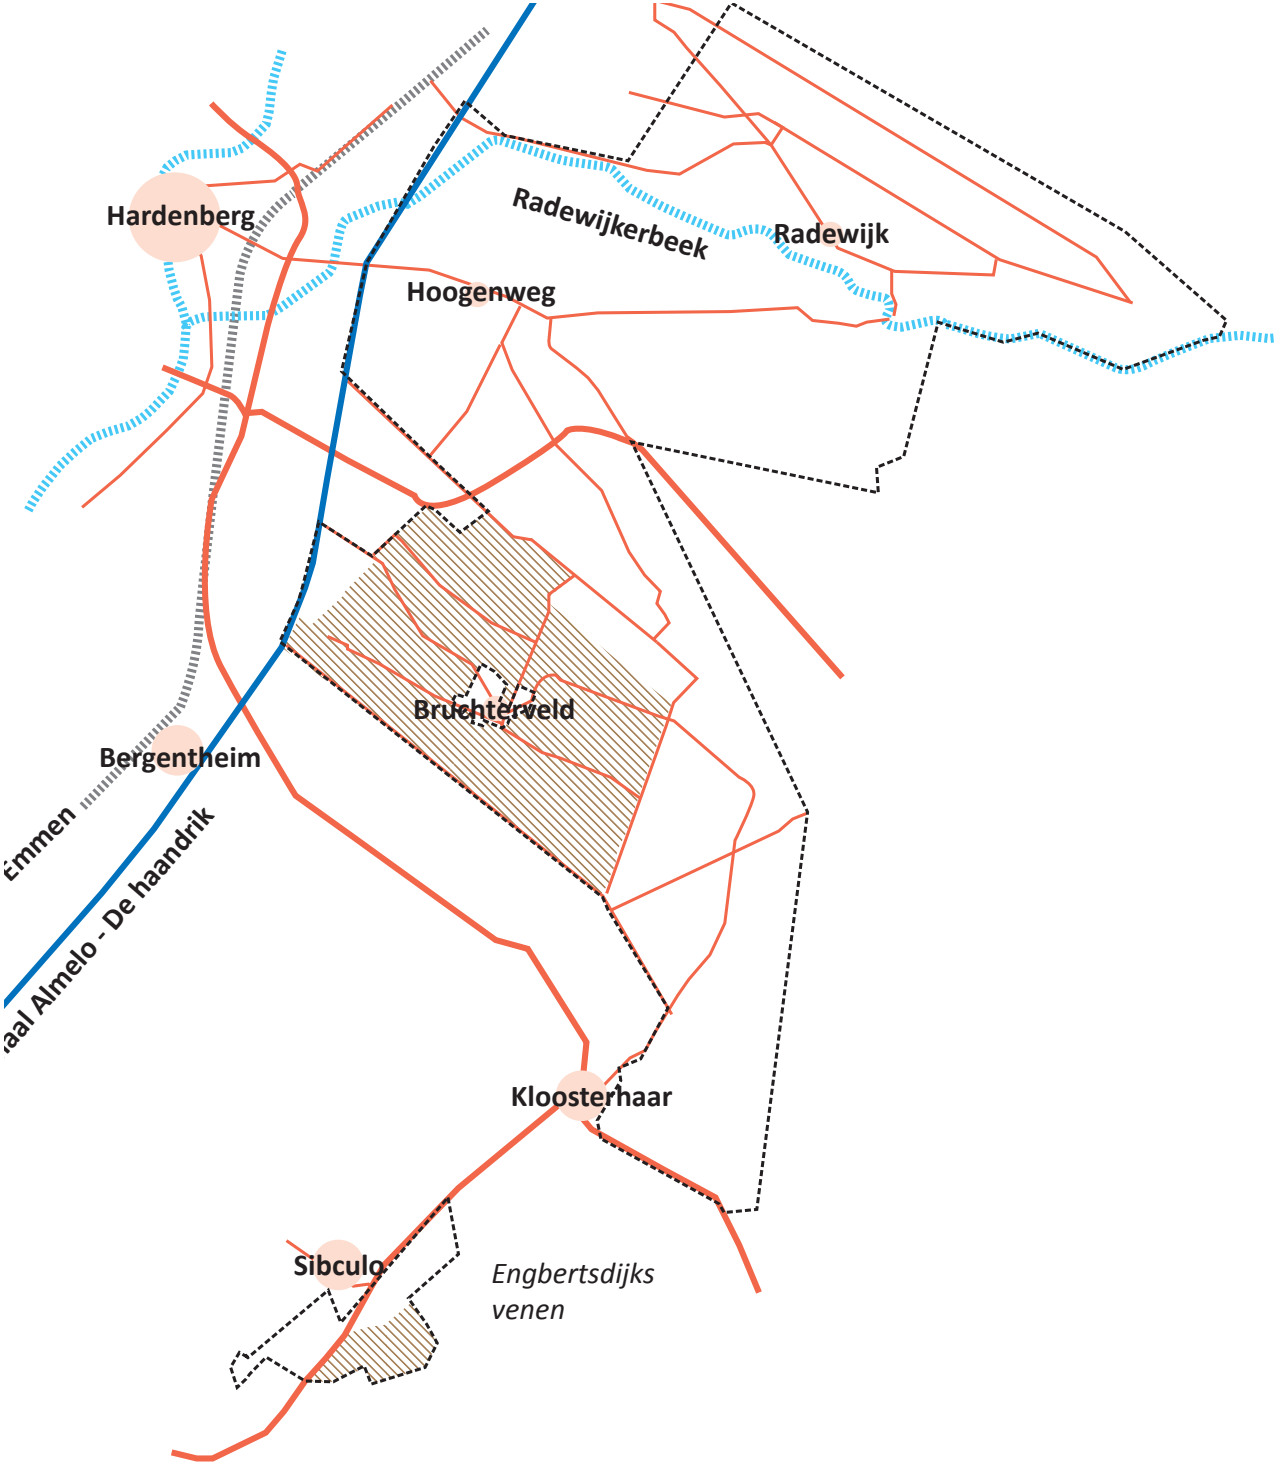 Hardenberg
Radewijkerbeek
Radewijk
Hoogenweg
Bruchterveld
Bergentheim
Emmen
aal Almelo - De haandrik
Kloosterhaar
Sibculo
Engbertsdijks
venen